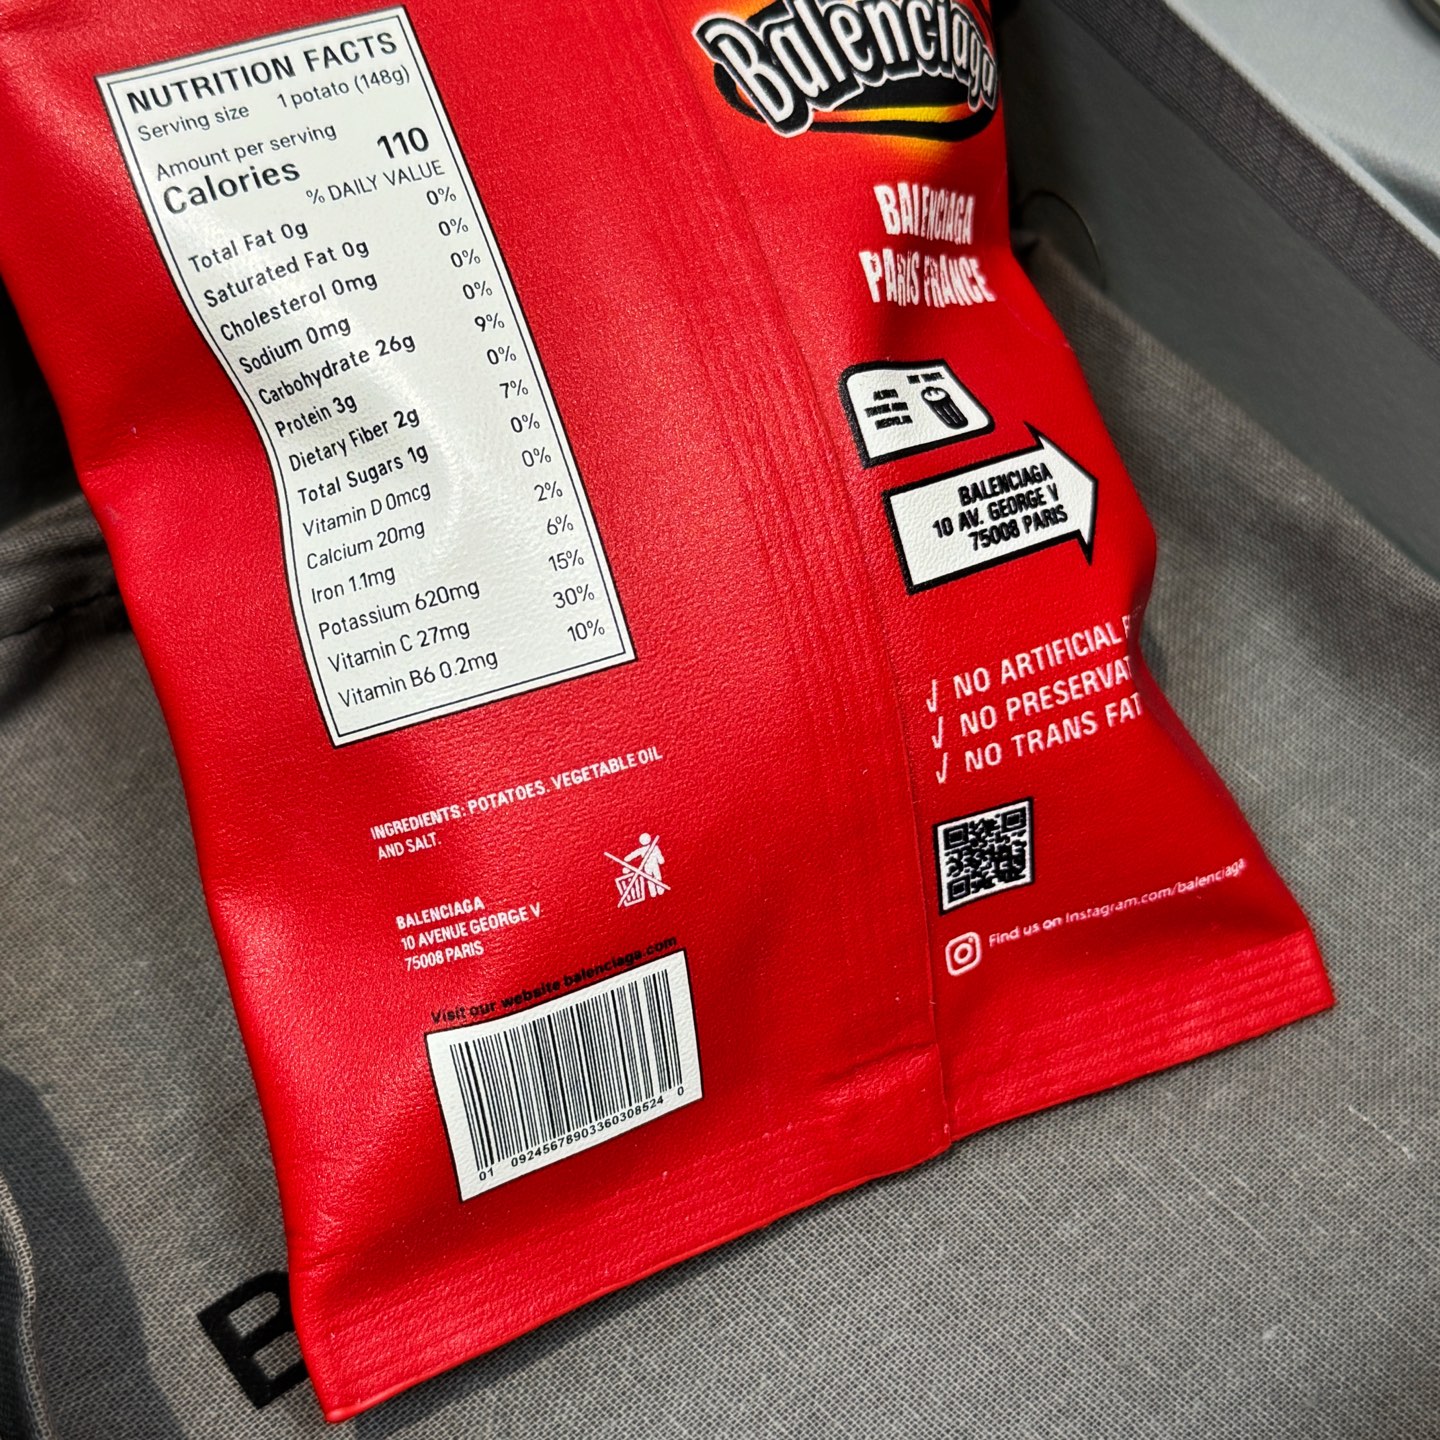 NUTRITION FACTS
Serving size 1 potato (148g)
Amount per serving
Calories 110
% DAILY VALUE
Total Fat 0g 0%
Saturated Fat 0g 0%
Cholesterol 0mg 0%
Sodium 0mg 0%
Carbohydrate 26g 9%
Protein 3g 0%
Dietary Fiber 2g 7%
Total Sugars 1g 0%
Vitamin D 0mcg 0%
Calcium 20mg 2%
Iron 1.1mg 6%
Potassium 620mg 15%
Vitamin C 27mg 30%
Vitamin B6 0.2mg 10%
INGREDIENTS: POTATOES. VEGETABLE OIL
AND SALT.
BALENCIAGA
10 AVENUE GEORGE V
75008 PARIS
Visit our website balenciaga.com
01 09245678903360308524 0
Balenciaga
BALENCIAGA
PARIS FRANCE
BALENCIAGA
10 AV. GEORGE V
75008 PARIS
NO ARTIFICIAL
NO PRESERVAT
NO TRANS FAT
Find us on Instagram.com/balenciaga
B